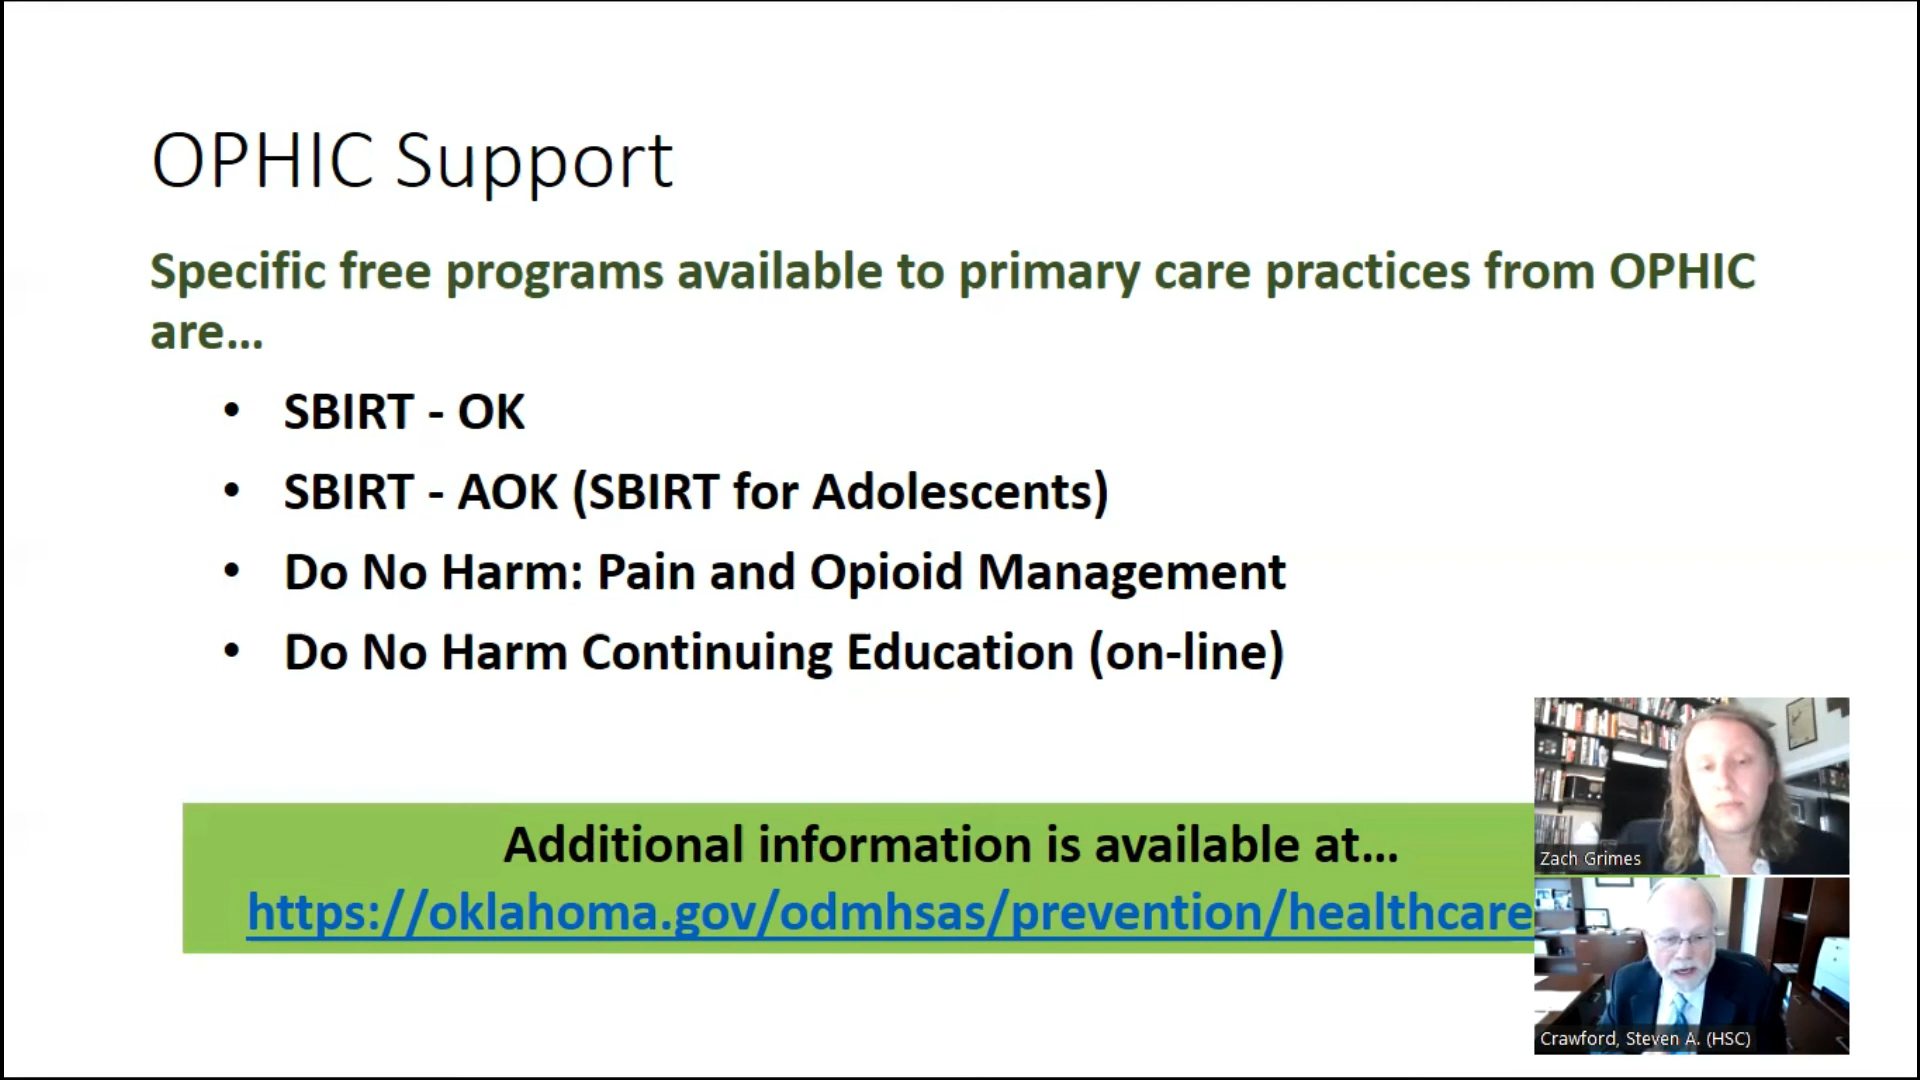 OPHIC Support
Specific free programs available to primary care practices from OPHIC
are...
• SBIRT - OK
• SBIRT - AOK (SBIRT for Adolescents)
• Do No Harm: Pain and Opioid Management
• Do No Harm Continuing Education (on-line)
Additional information is available at...
https://oklahoma.gov/odmhsas/prevention/healthcare
Zach Grimes
Crawford, Steven A. (HSC)